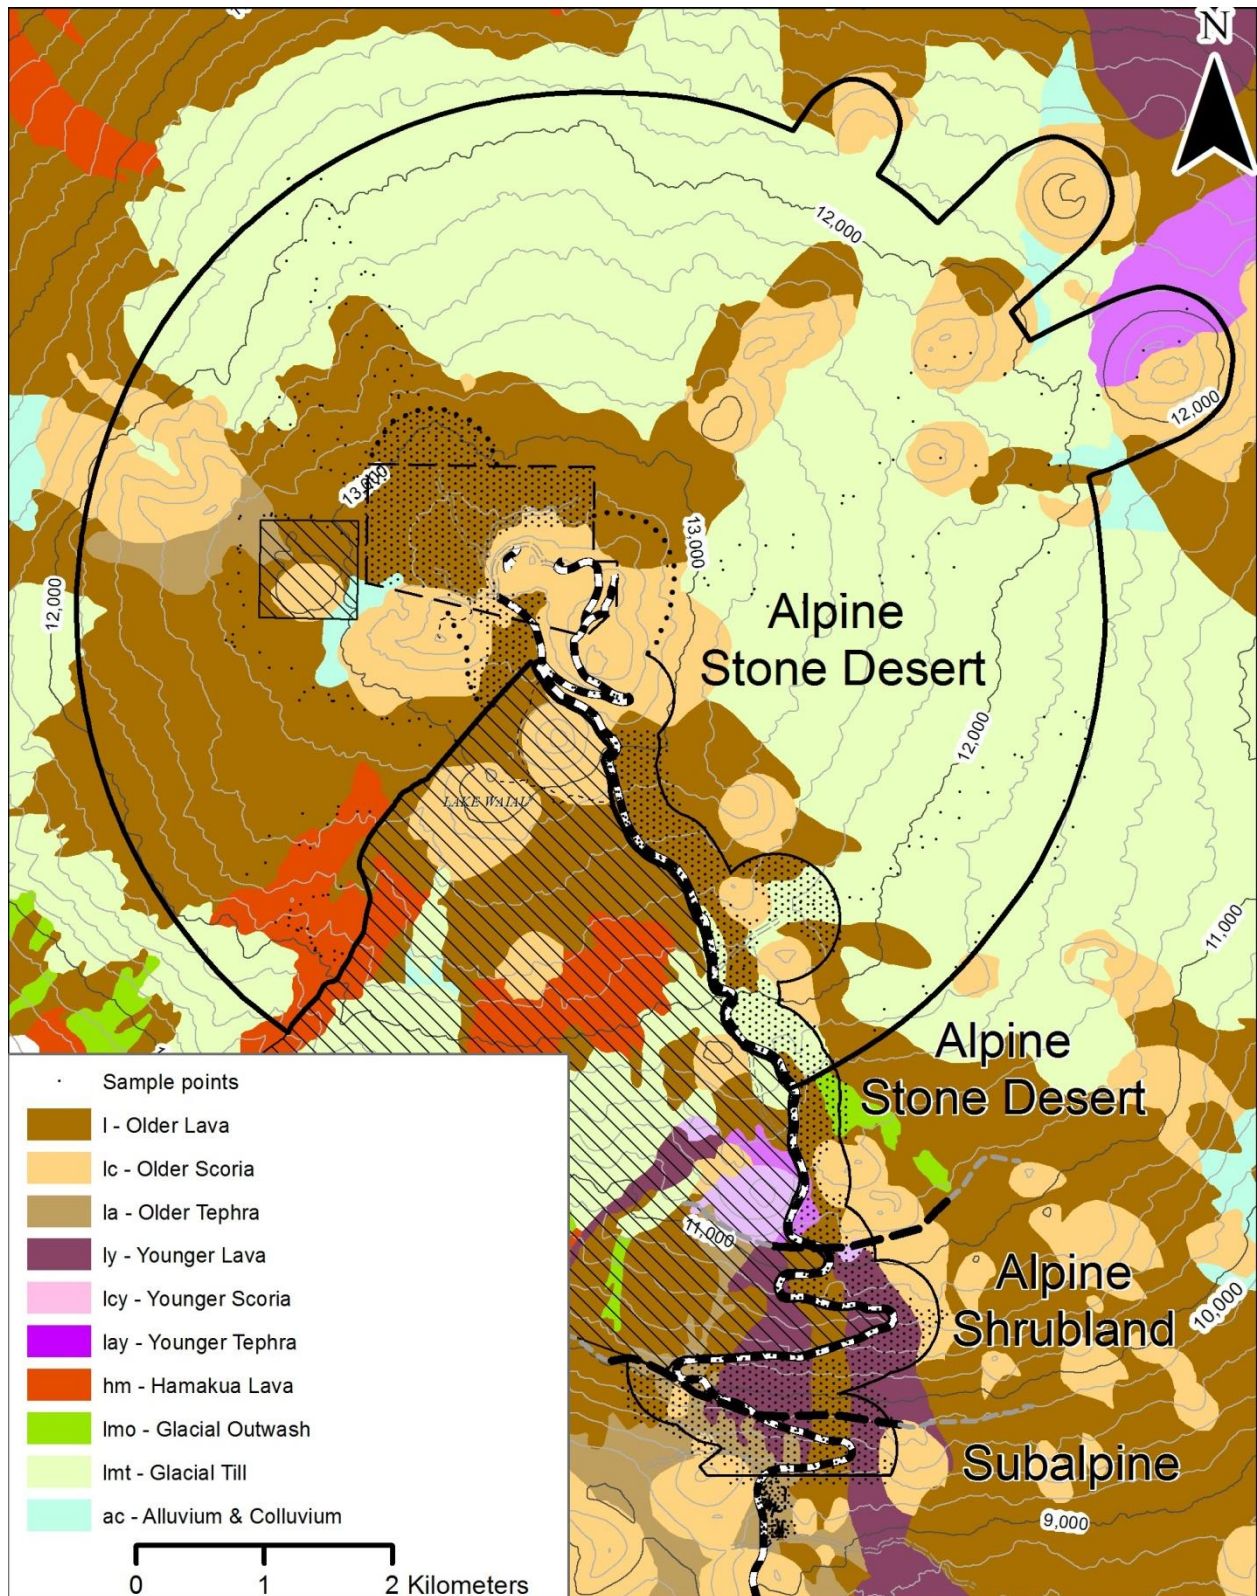 N
12,000
12,000
13,000
13,000
12,000
Alpine
Stone Desert
12,000
LAKE WAIAU
11,000
Alpine
Stone Desert
11,000
Alpine
Shrubland
10,000
Subalpine
9,000
Sample points
l - Older Lava
lc - Older Scoria
la - Older Tephra
ly - Younger Lava
lcy - Younger Scoria
lay - Younger Tephra
hm - Hamakua Lava
lmo - Glacial Outwash
lmt - Glacial Till
ac - Alluvium & Colluvium
0 1 2 Kilometers